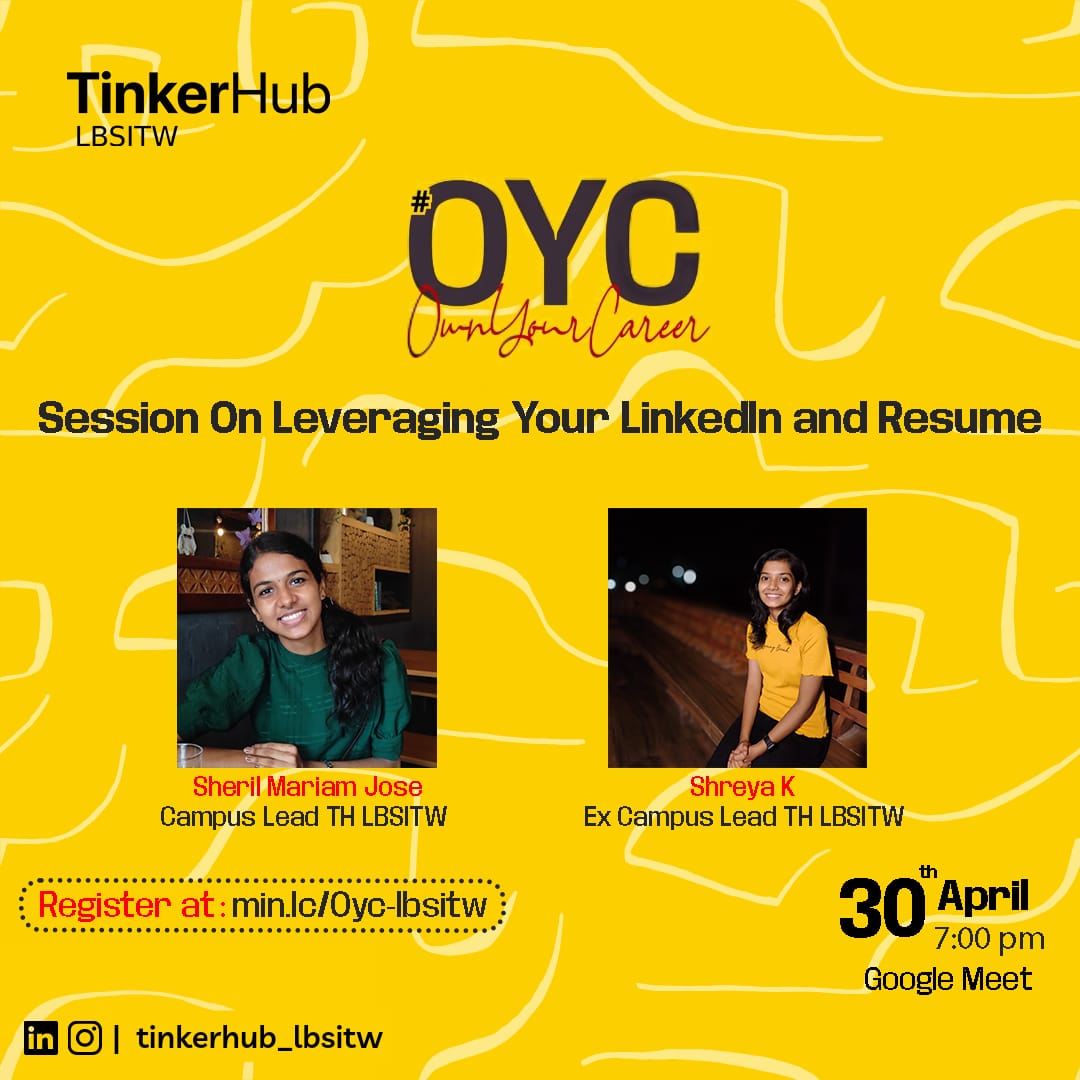 TinkerHub
LBSITW
#OYC
OwnYourCareer
Session On Leveraging Your LinkedIn and Resume
Sheril Mariam Jose
Campus Lead TH LBSITW
Shreya K
Ex Campus Lead TH LBSITW
Register at: min.lc/Oyc-lbsitw
30th April
7:00 pm
Google Meet
in | tinkerhub_lbsitw